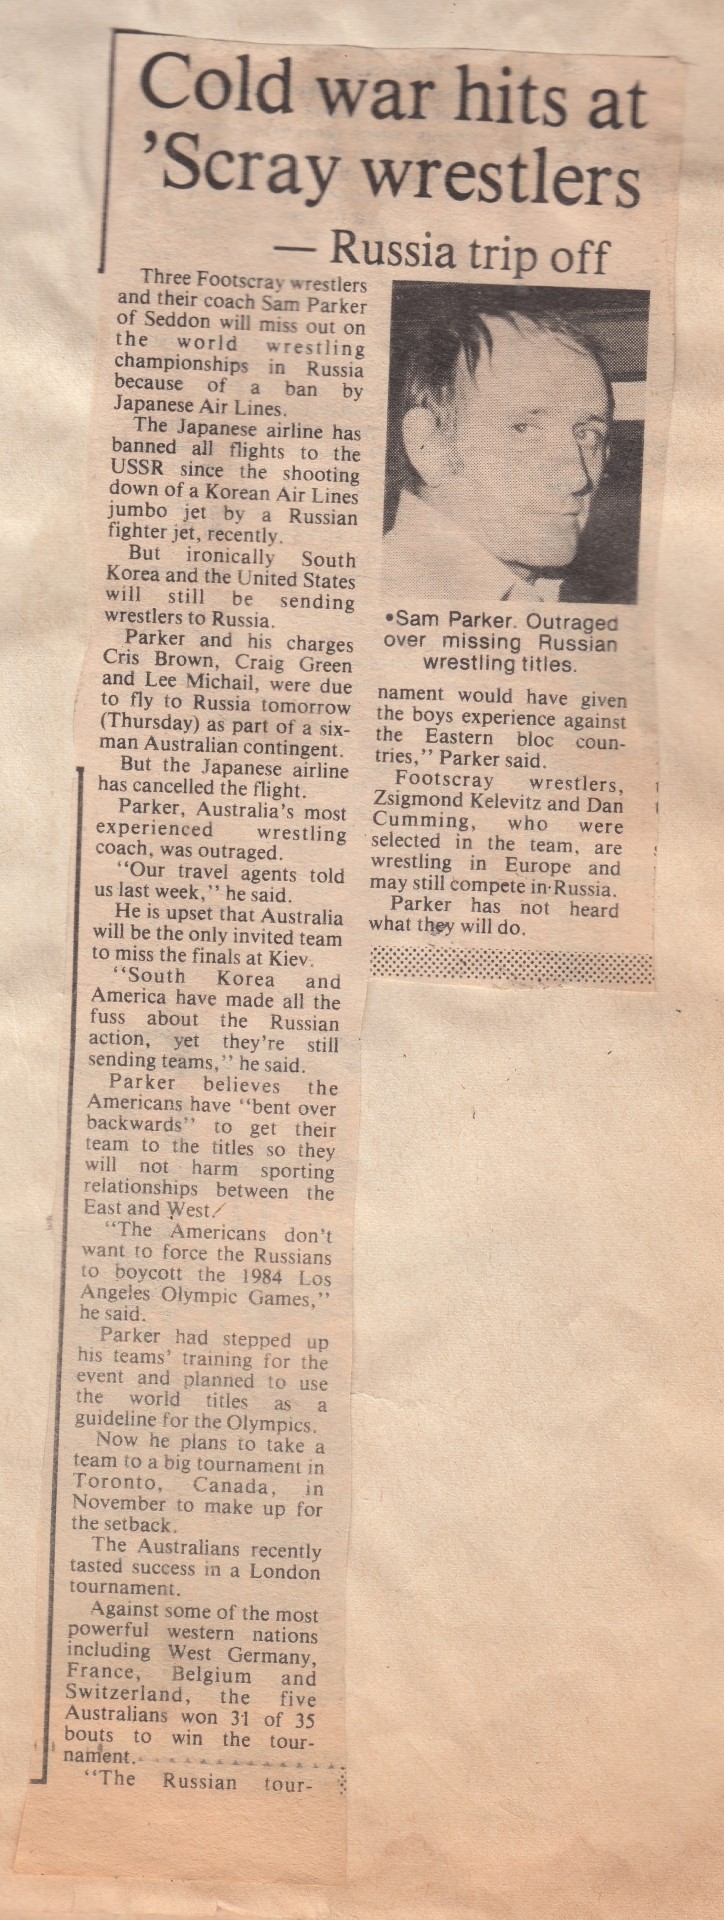 Cold war hits at
'Scray wrestlers
— Russia trip off
Three Footscray wrestlers
and their coach Sam Parker
of Seddon will miss out on
the world wrestling
championships in Russia
because of a ban by
Japanese Air Lines.
The Japanese airline has
banned all flights to the
USSR since the shooting
down of a Korean Air Lines
jumbo jet by a Russian
fighter jet, recently.
But ironically South
Korea and the United States
will still be sending
wrestlers to Russia.
Parker and his charges
Cris Brown, Craig Green
and Lee Michail, were due
to fly to Russia tomorrow
(Thursday) as part of a six-
man Australian contingent.
But the Japanese airline
has cancelled the flight.
Parker, Australia's most
experienced wrestling
coach, was outraged.
"Our travel agents told
us last week," he said.
He is upset that Australia
will be the only invited team
to miss the finals at Kiev.
"South Korea and
America have made all the
fuss about the Russian
action, yet they're still
sending teams," he said.
Parker believes the
Americans have "bent over
backwards" to get their
team to the titles so they
will not harm sporting
relationships between the
East and West.
"The Americans don't
want to force the Russians
to boycott the 1984 Los
Angeles Olympic Games,"
he said.
Parker had stepped up
his teams' training for the
event and planned to use
the world titles as a
guideline for the Olympics.
Now he plans to take a
team to a big tournament in
Toronto, Canada, in
November to make up for
the setback.
The Australians recently
tasted success in a London
tournament.
Against some of the most
powerful western nations
including West Germany,
France, Belgium and
Switzerland, the five
Australians won 31 of 35
bouts to win the tour-
nament.
"The Russian tour-
•Sam Parker. Outraged
over missing Russian
wrestling titles.
nament would have given
the boys experience against
the Eastern bloc coun-
tries," Parker said.
Footscray wrestlers,
Zsigmond Kelevitz and Dan
Cumming, who were
selected in the team, are
wrestling in Europe and
may still compete in Russia.
Parker has not heard
what they will do.